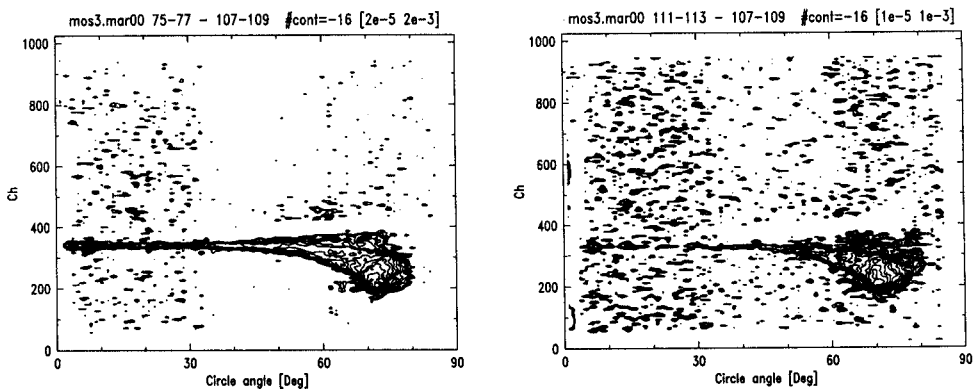 mos3.mar00 75-77 - 107-109 #cont=-16 [2e-5 2e-3]
1000
800
600
400
200
0
Ch
0 30 60 90
Circle angle [Deg]
mos3.mar00 111-113 - 107-109 #cont=-16 [1e-5 1e-3]
1000
800
600
400
200
0
Ch
0 30 60 90
Circle angle [Deg]